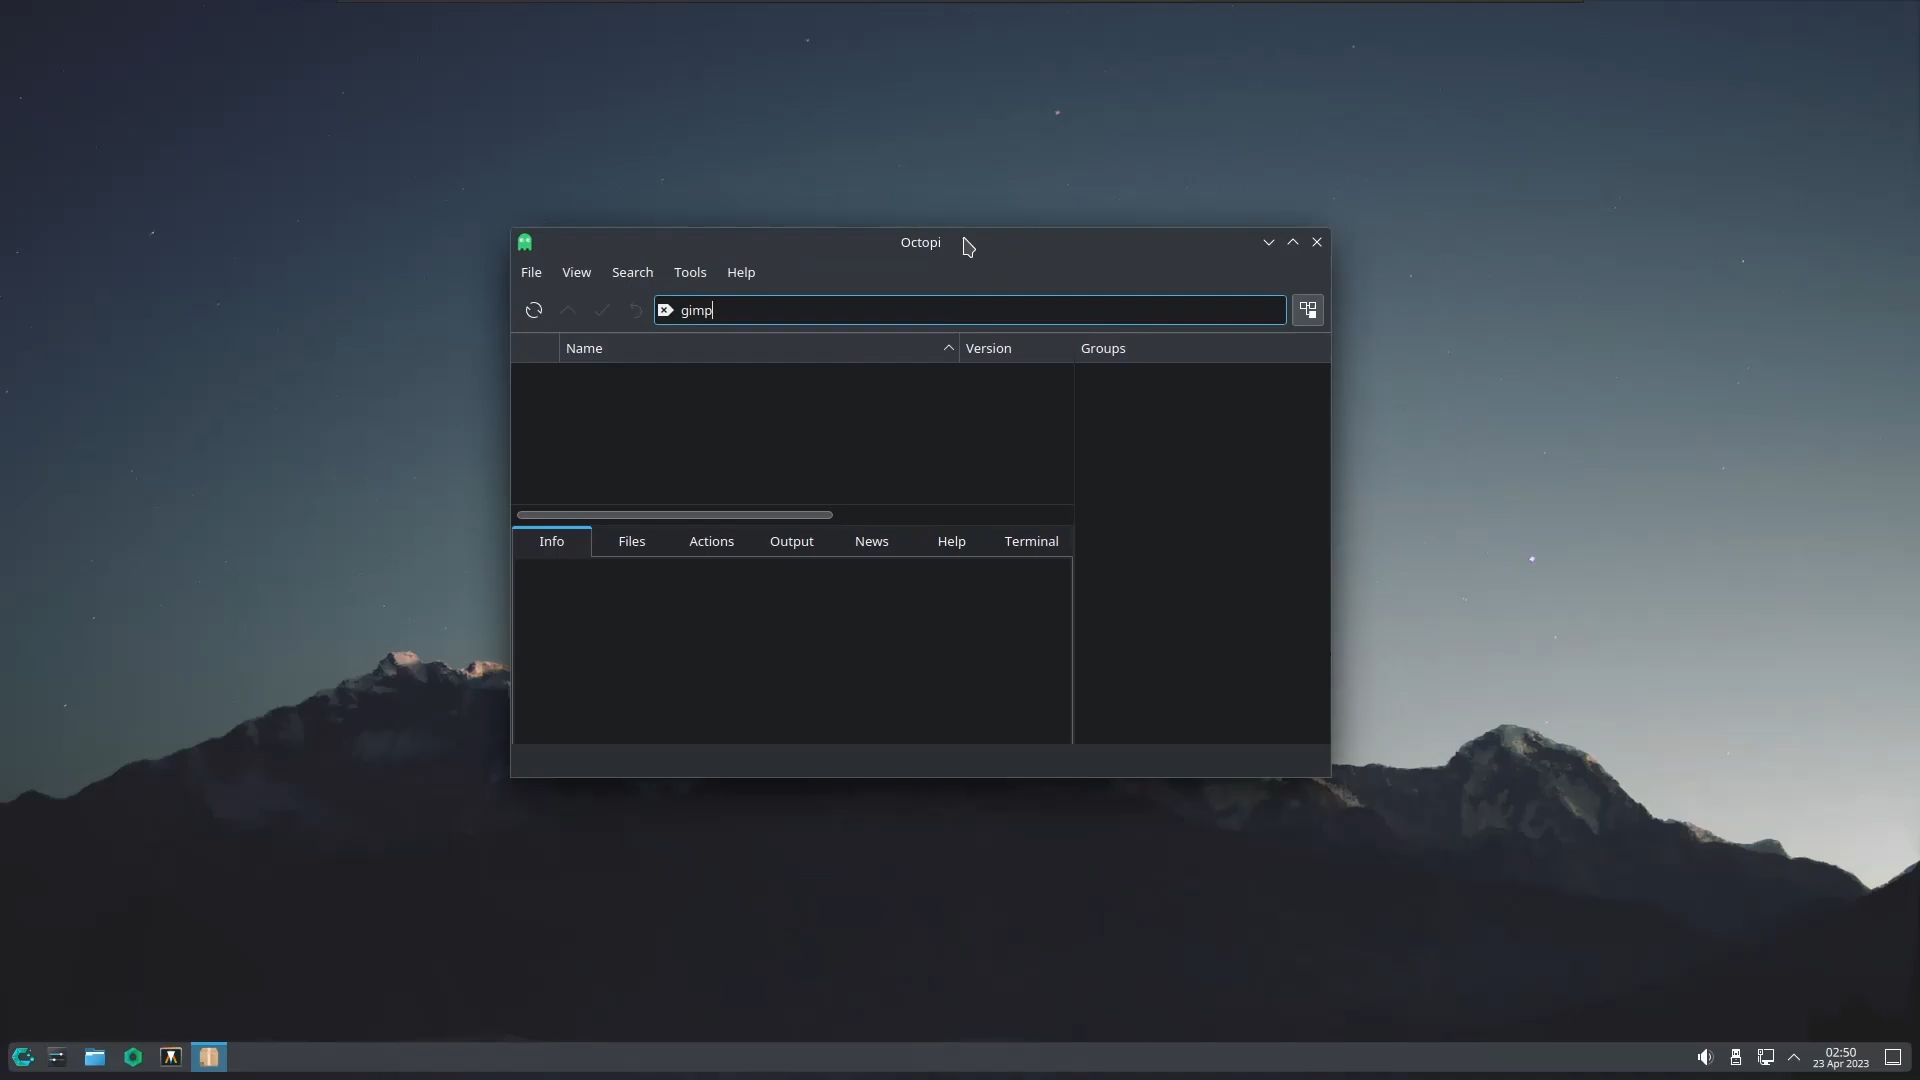 Octopi
File View Search Tools Help
gimp
Name Version Groups
Info Files Actions Output News Help Terminal
02:50
23 Apr 2023